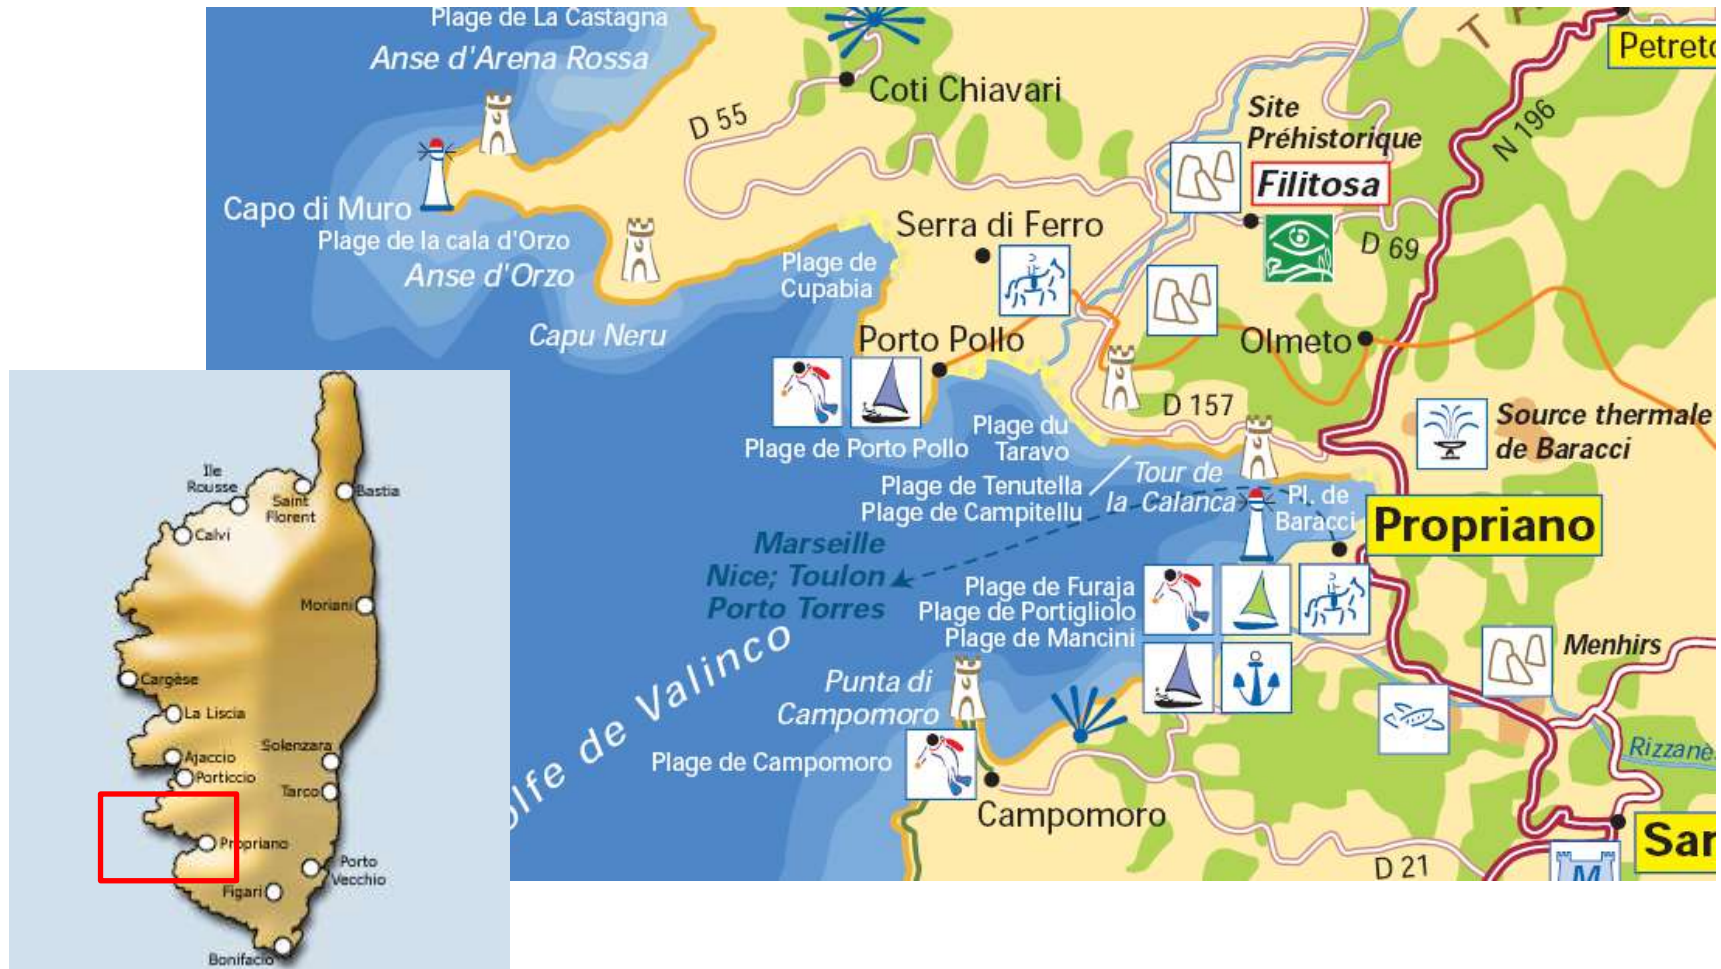 Plage de La Castagna
Anse d'Arena Rossa
Coti Chiavari
D 55
Petreto
N 196
Site
Préhistorique
Filitosa
D 69
Capo di Muro
Plage de la cala d'Orzo
Anse d'Orzo
Serra di Ferro
Plage de
Cupabia
Capu Neru
Porto Pollo
Olmeto
D 157
Plage de Porto Pollo
Plage du
Taravo
Source thermale
de Baracci
Plage de Tenutella
Plage de Campitellu
Tour de
la Calanca
Pl. de
Baracci
Propriano
Marseille
Nice; Toulon
Porto Torres
Plage de Furaja
Plage de Portigliolo
Plage de Mancini
Menhirs
olfe de Valinco
Punta di
Campomoro
Plage de Campomoro
Campomoro
Rizzanè
Sar
D 21
M
Ile
Rousse
Saint
Florent
Bastia
Calvi
Moriani
Cargèse
La Liscia
Ajaccio
Porticcio
Solenzara
Tarco
Propriano
Porto
Vecchio
Figari
Bonifacio